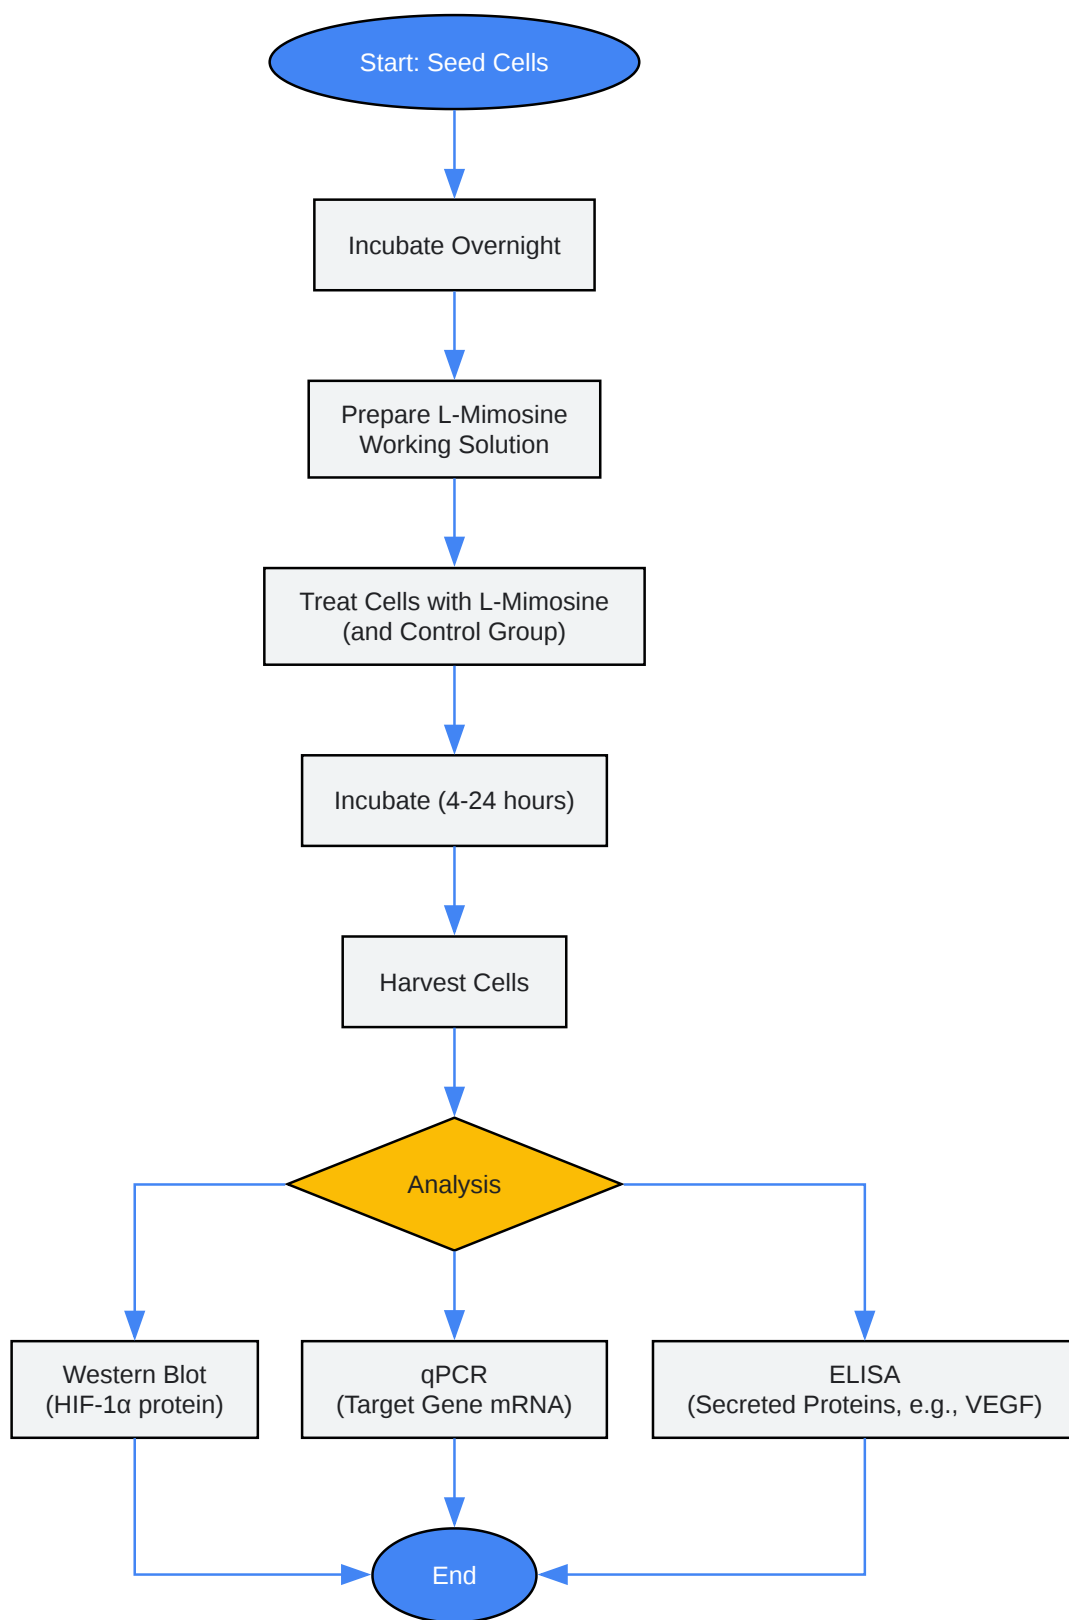 Start: Seed Cells
Incubate Overnight
Prepare L-Mimosine
Working Solution
Treat Cells with L-Mimosine
(and Control Group)
Incubate (4-24 hours)
Harvest Cells
Analysis
Western Blot
(HIF-1α protein)
qPCR
(Target Gene mRNA)
ELISA
(Secreted Proteins, e.g., VEGF)
End